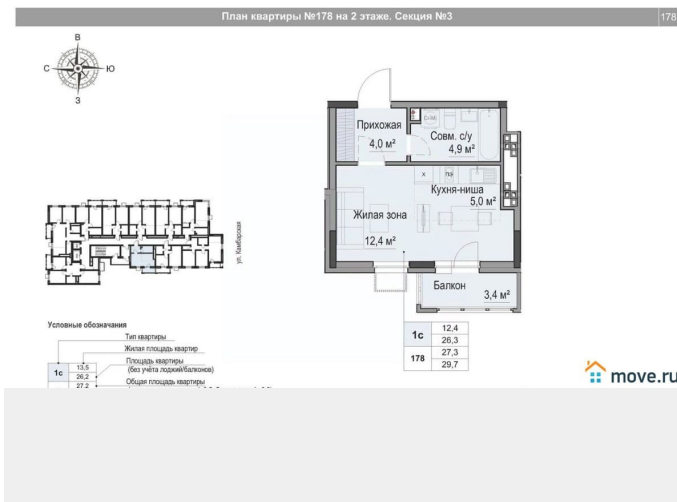 План квартиры №178 на 2 этаже. Секция №3
178
В
С
Ю
З
Прихожая
4,0 м²
Совм. с/у
4,9 м²
х
пэ
Кухня-ниша
5,0 м²
Жилая зона
12,4 м²
ул. Камбарская
Балкон
3,4 м²
1с
12,4
26,3
178
27,3
29,7
Условные обозначания
Тип квартиры
Жилая площадь квартир
Площадь квартиры
(без учёта лоджий/балконов)
Общая площадь квартиры
1с
13,5
26,2
27,2
move.ru